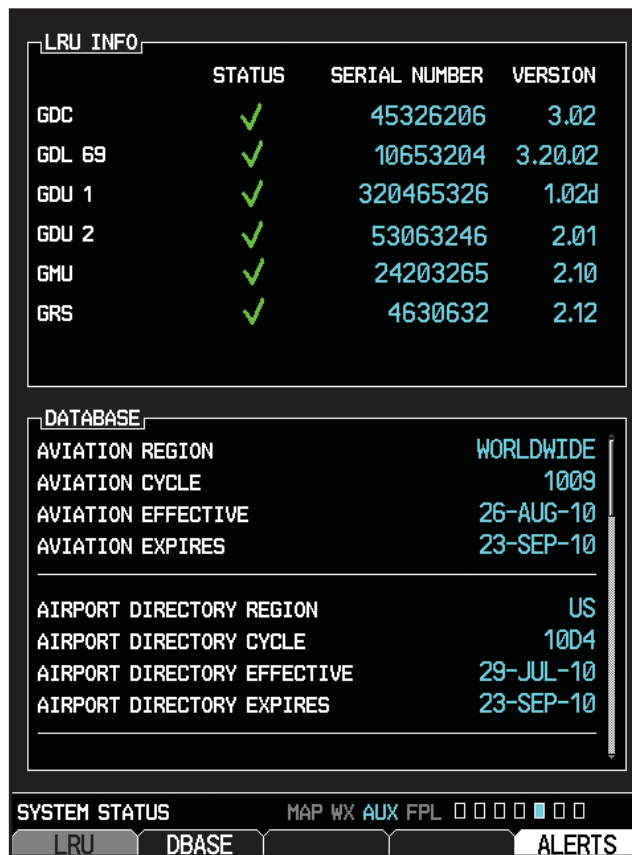 LRU INFO
STATUS SERIAL NUMBER VERSION
GDC 45326206 3.02
GDL 69 10653204 3.20.02
GDU 1 320465326 1.02d
GDU 2 53063246 2.01
GMU 24203265 2.10
GRS 4630632 2.12
DATABASE
AVIATION REGION WORLDWIDE
AVIATION CYCLE 1009
AVIATION EFFECTIVE 26-AUG-10
AVIATION EXPIRES 23-SEP-10
AIRPORT DIRECTORY REGION US
AIRPORT DIRECTORY CYCLE 10D4
AIRPORT DIRECTORY EFFECTIVE 29-JUL-10
AIRPORT DIRECTORY EXPIRES 23-SEP-10
SYSTEM STATUS MAP WX AUX FPL
LRU DBASE ALERTS